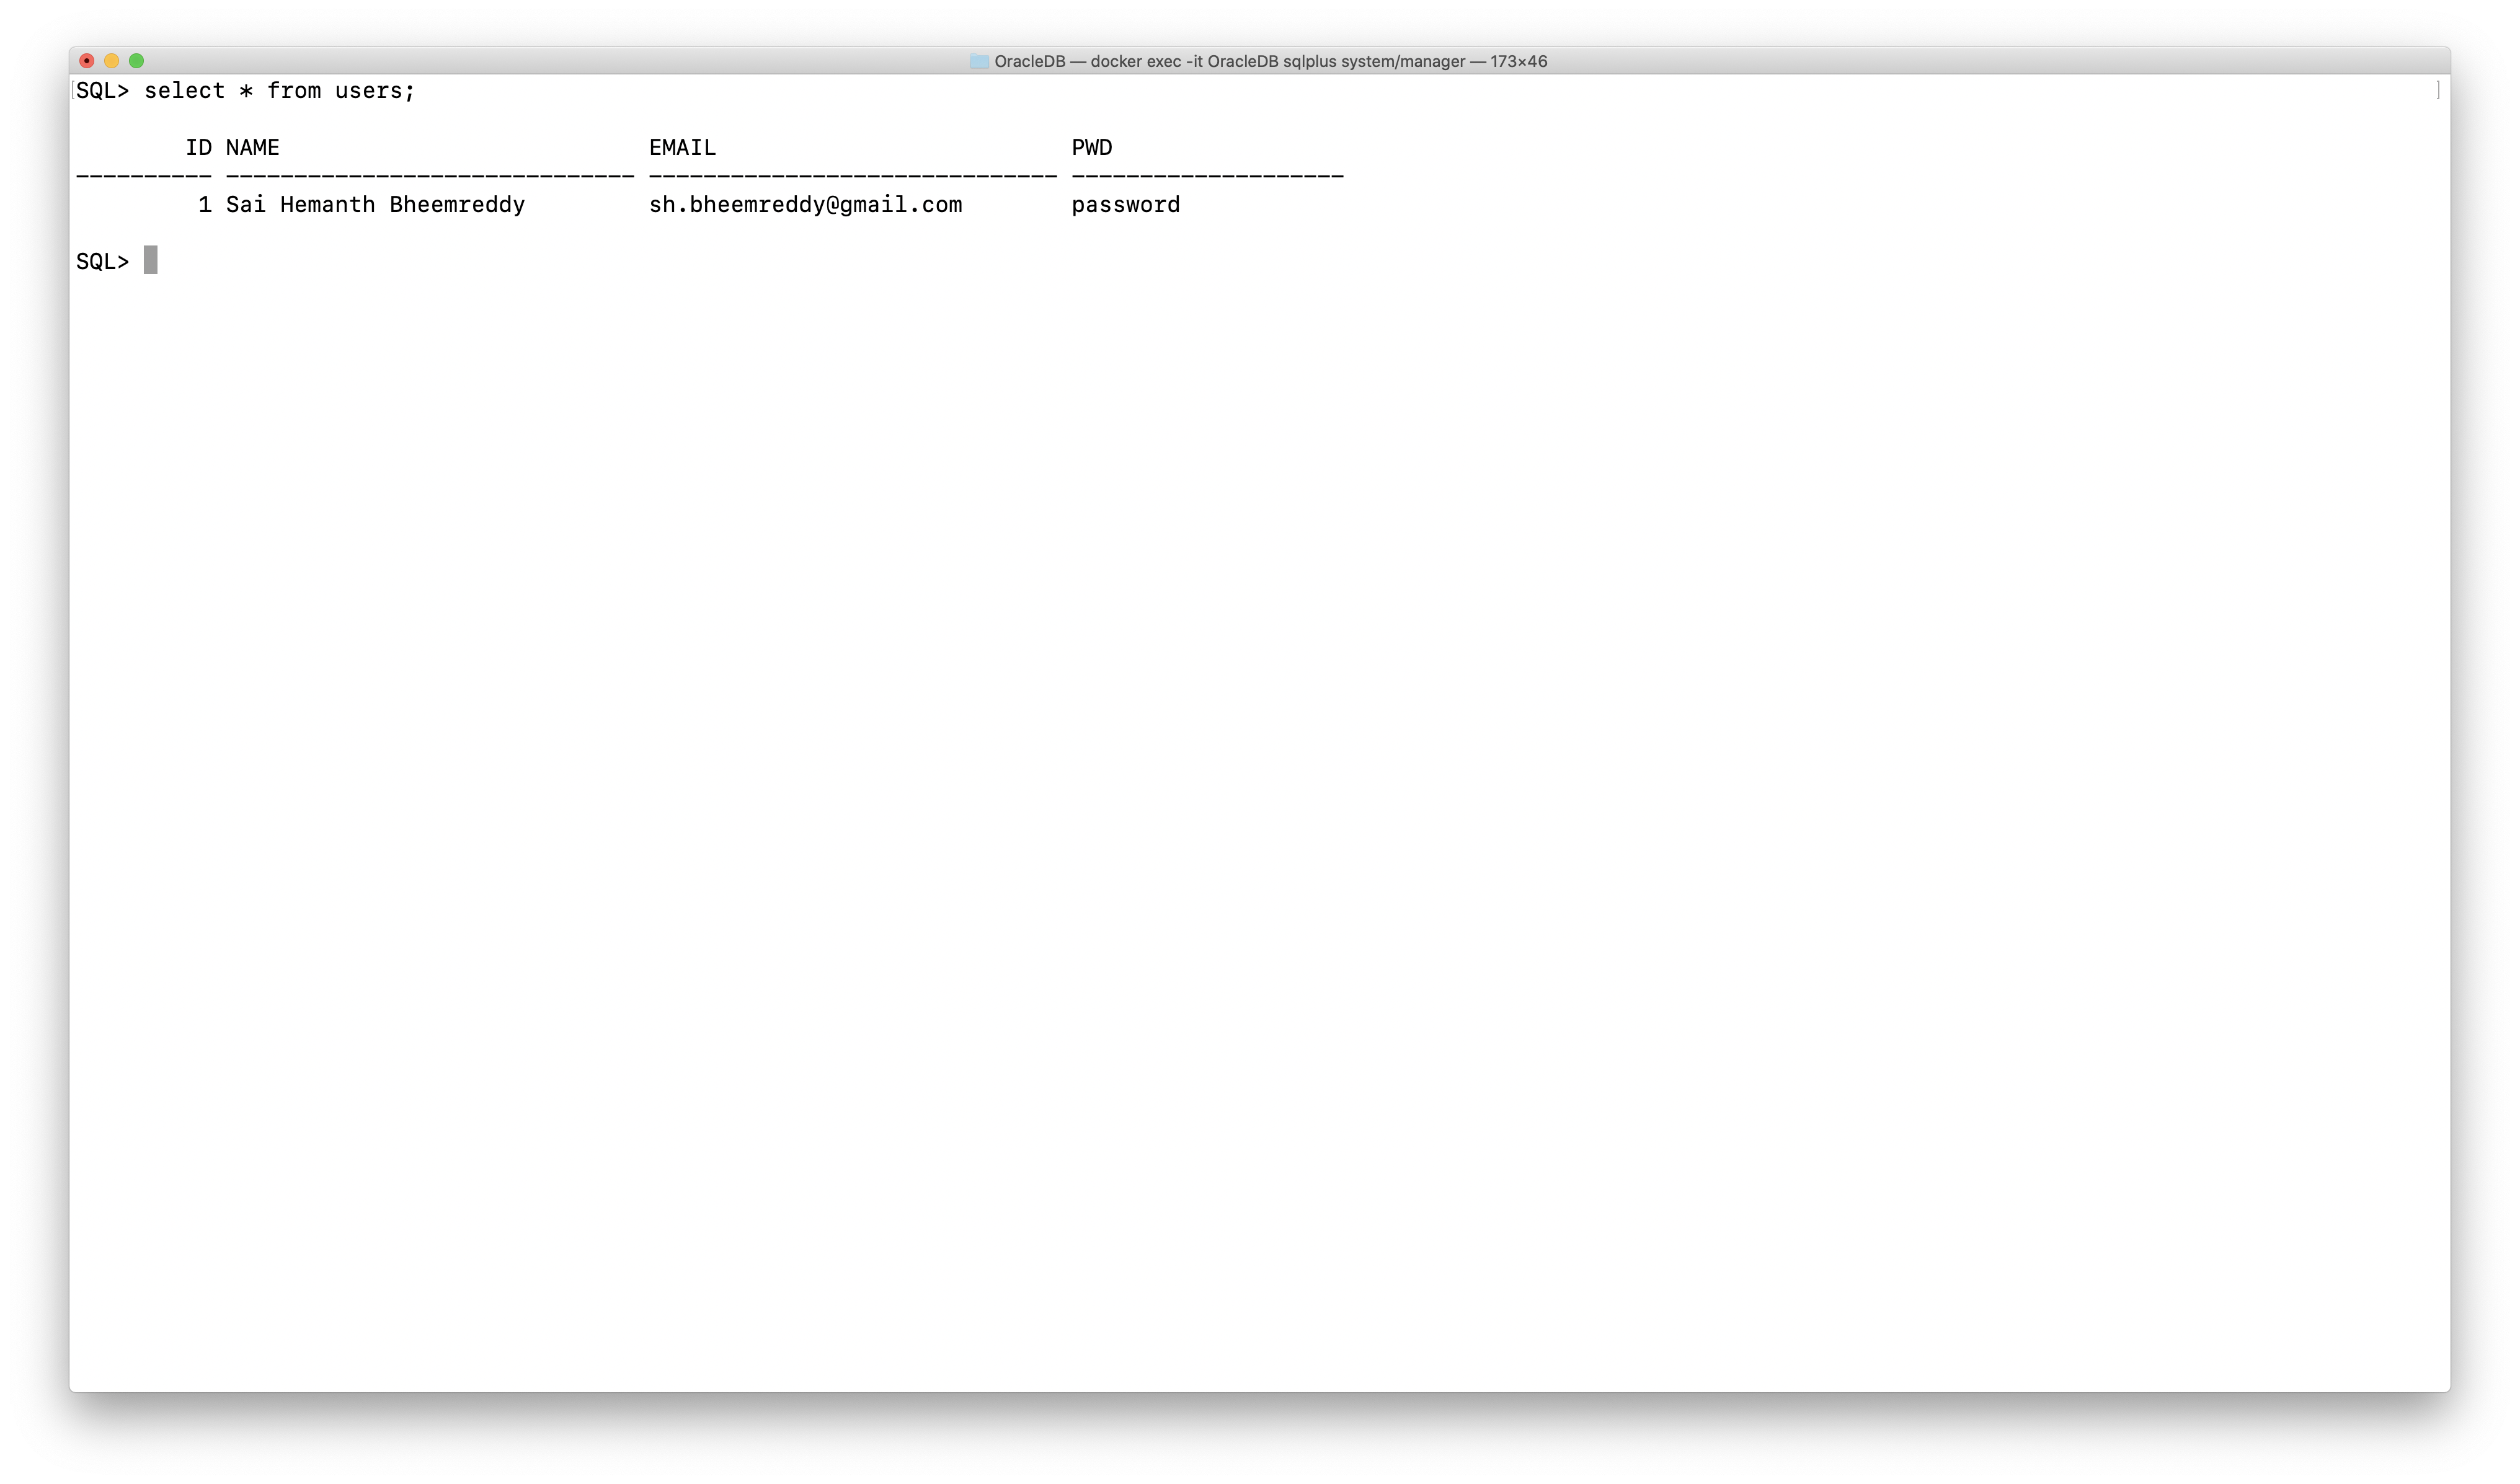 OracleDB — docker exec -it OracleDB sqlplus system/manager — 173×46
[SQL> select * from users; ]
ID NAME EMAIL PWD
---------- ------------------------------ ------------------------------ --------------------
1 Sai Hemanth Bheemreddy sh.bheemreddy@gmail.com password
SQL>